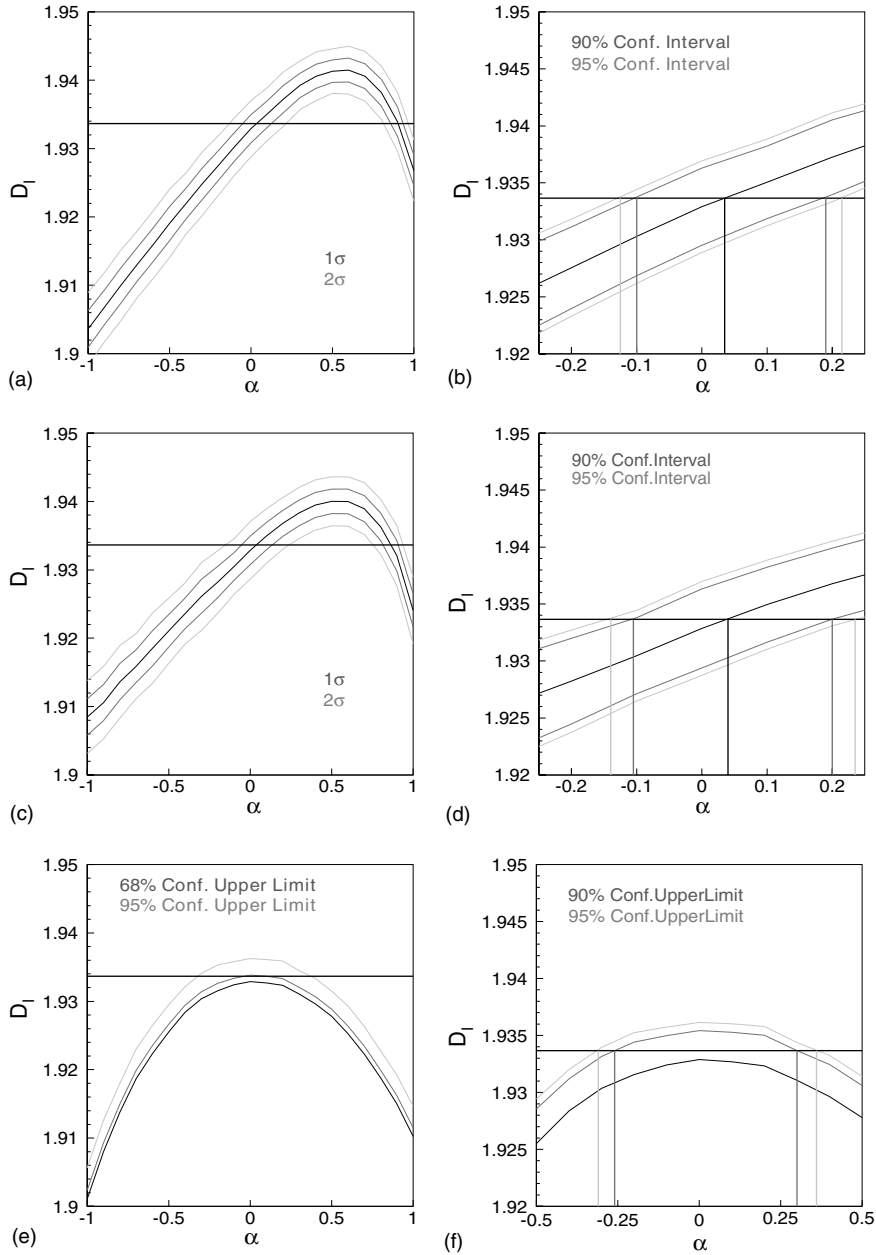 1.95
1.945
1.94
1.93
1.92
1.91
1.9
D_l
1σ
2σ
-1 -0.5 0 0.5 1
(a) α
1.95
1.945
1.94
1.935
1.93
1.925
1.92
D_l
90% Conf. Interval
95% Conf. Interval
-0.2 -0.1 0 0.1 0.2
(b) α
1.95
1.94
1.93
1.92
1.91
1.9
D_l
1σ
2σ
-1 -0.5 0 0.5 1
(c) α
1.95
1.945
1.94
1.935
1.93
1.925
1.92
D_l
90% Conf.Interval
95% Conf.Interval
-0.2 -0.1 0 0.1 0.2
(d) α
1.95
1.94
1.93
1.92
1.91
1.9
D_l
68% Conf. Upper Limit
95% Conf. Upper Limit
-1 -0.5 0 0.5 1
(e) α
1.95
1.945
1.94
1.935
1.93
1.925
1.92
D_l
90% Conf.UpperLimit
95% Conf.UpperLimit
-0.5 -0.25 0 0.25 0.5
(f) α